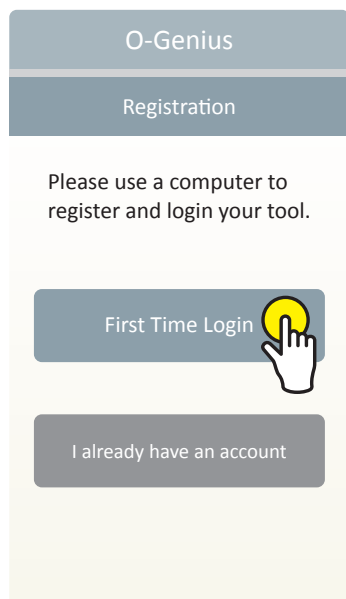 O-Genius
Registration
Please use a computer to
register and login your tool.
First Time Login
I already have an account